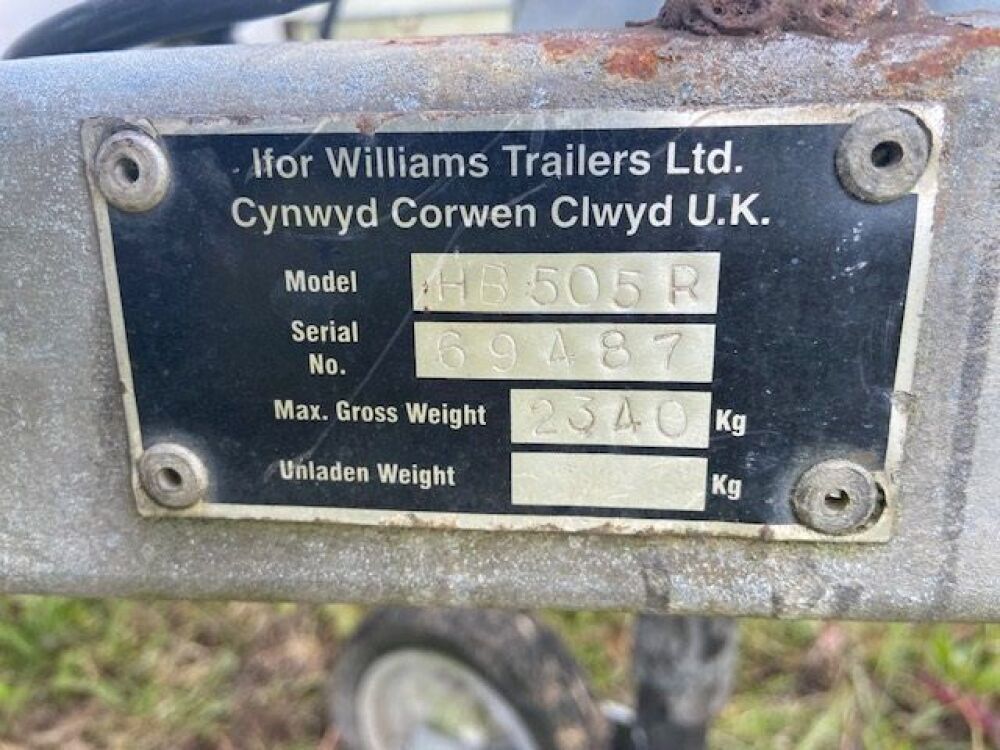 Ifor Williams Trailers Ltd.
Cynwyd Corwen Clwyd U.K.
Model HB505R
Serial No. 69487
Max. Gross Weight 2340 Kg
Unladen Weight Kg